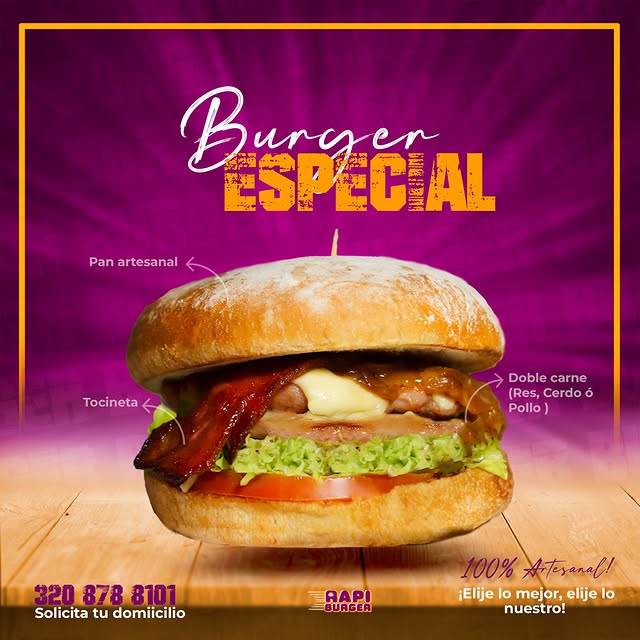 Burger
ESPECIAL
Pan artesanal
Tocineta
Doble carne
(Res, Cerdo ó
Pollo )
100% Artesanal!
320 878 8101
Solicita tu domiicilio
RAPI
BURGER
¡Elije lo mejor, elije lo
nuestro!